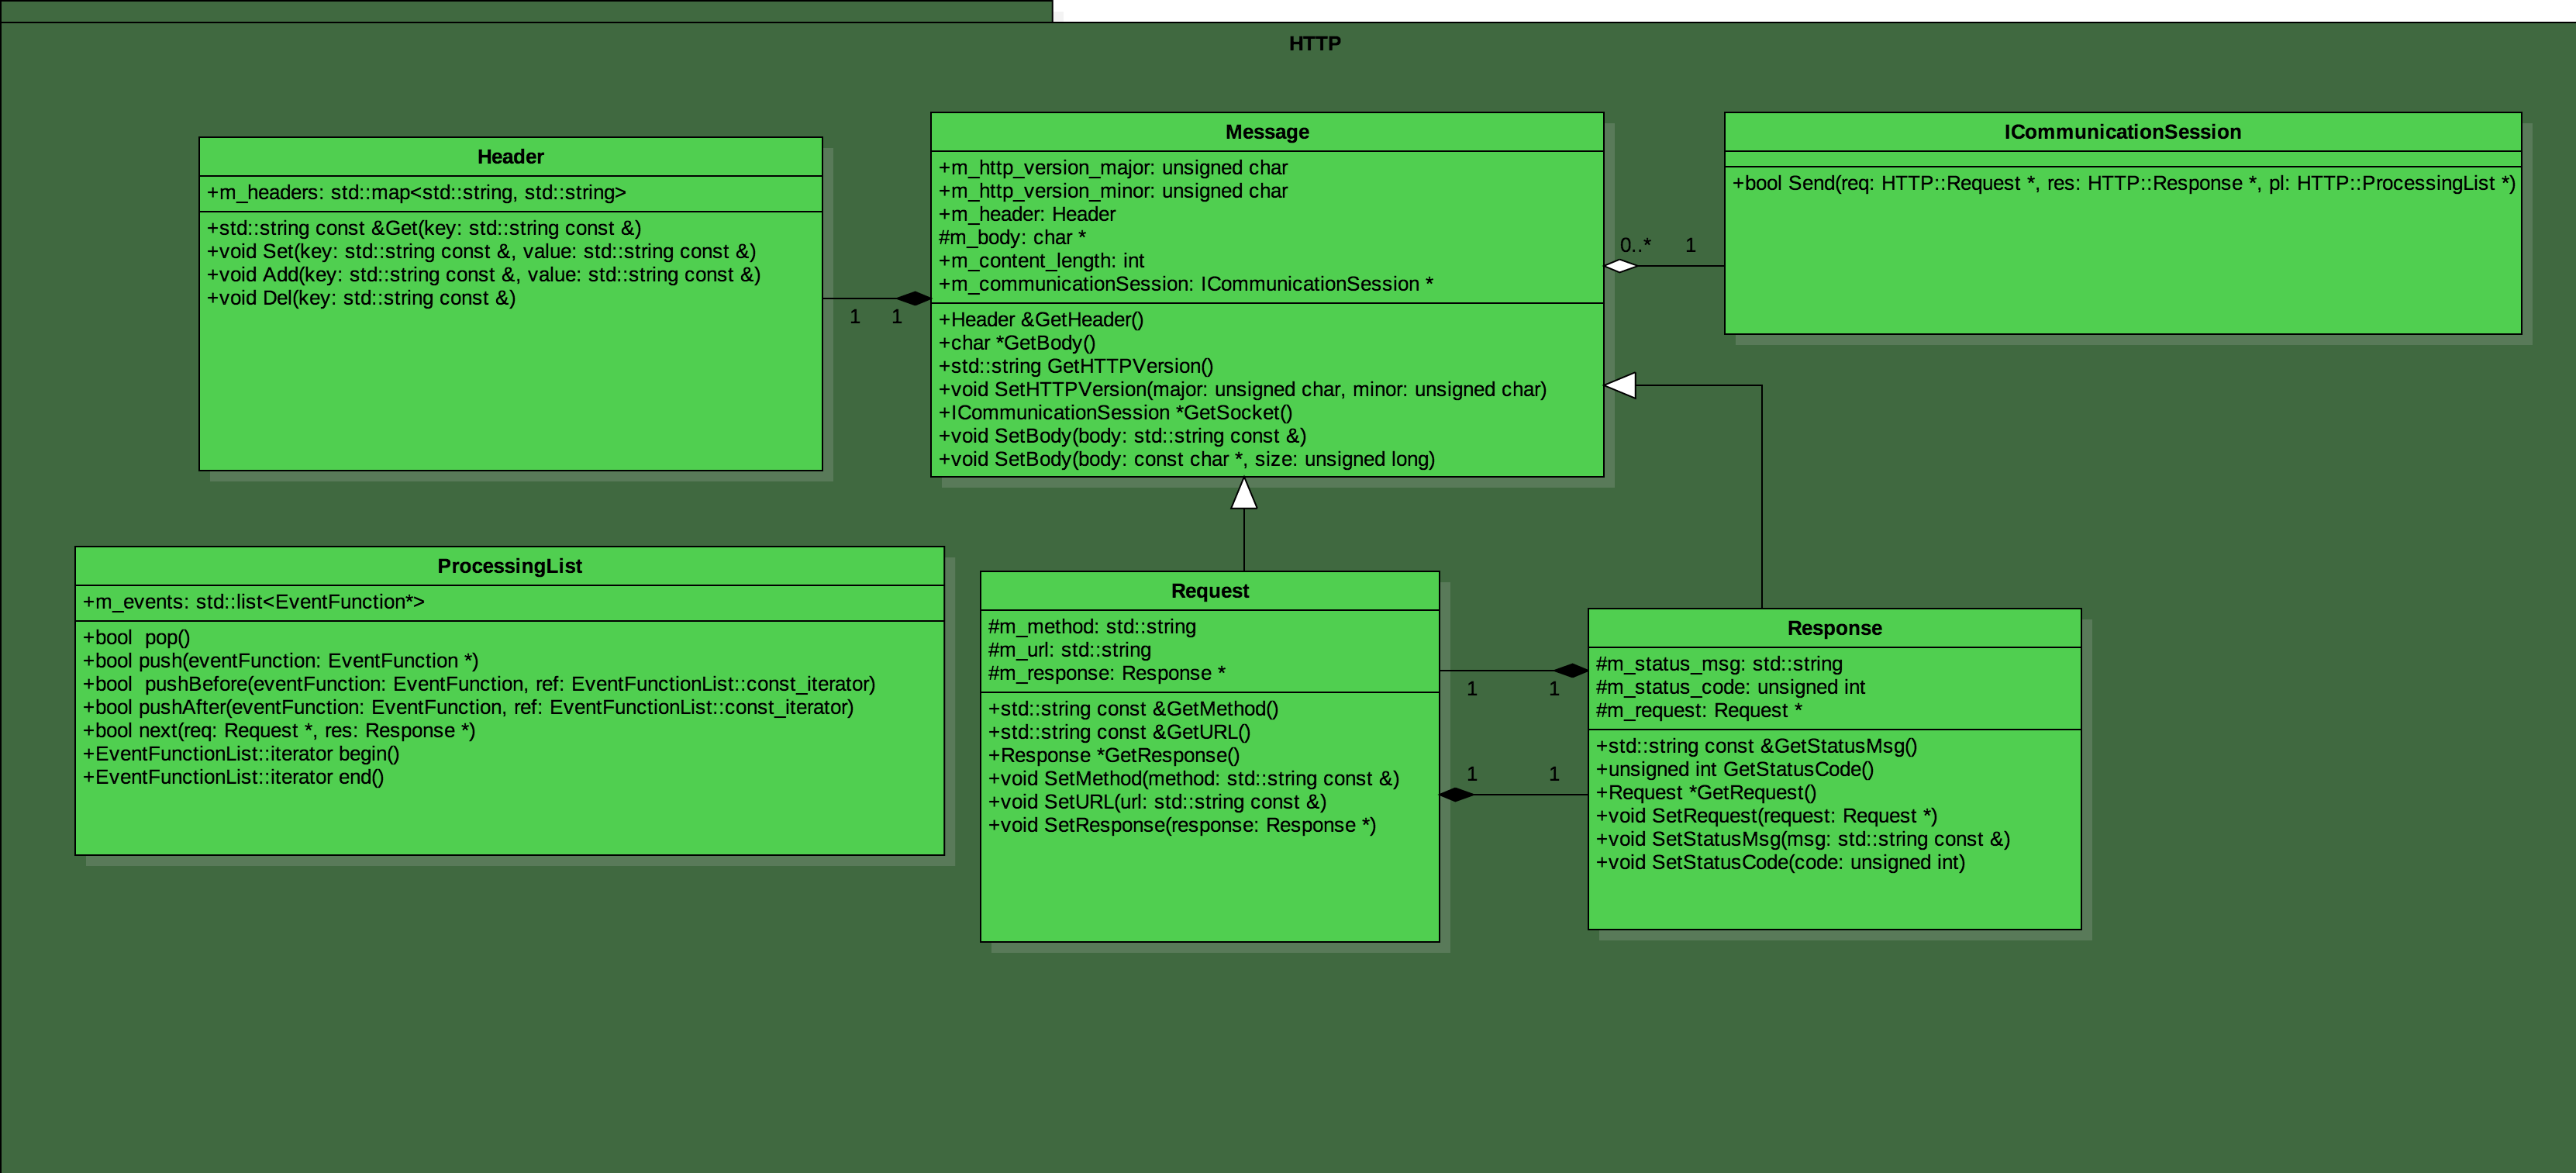 HTTP
Header
+m_headers: std::map<std::string, std::string>
+std::string const &Get(key: std::string const &)
+void Set(key: std::string const &, value: std::string const &)
+void Add(key: std::string const &, value: std::string const &)
+void Del(key: std::string const &)
1 1
Message
+m_http_version_major: unsigned char
+m_http_version_minor: unsigned char
+m_header: Header
#m_body: char *
+m_content_length: int
+m_communicationSession: ICommunicationSession *
+Header &GetHeader()
+char *GetBody()
+std::string GetHTTPVersion()
+void SetHTTPVersion(major: unsigned char, minor: unsigned char)
+ICommunicationSession *GetSocket()
+void SetBody(body: std::string const &)
+void SetBody(body: const char *, size: unsigned long)
0..* 1
ICommunicationSession
+bool Send(req: HTTP::Request *, res: HTTP::Response *, pl: HTTP::ProcessingList *)
ProcessingList
+m_events: std::list<EventFunction*>
+bool  pop()
+bool push(eventFunction: EventFunction *)
+bool  pushBefore(eventFunction: EventFunction, ref: EventFunctionList::const_iterator)
+bool pushAfter(eventFunction: EventFunction, ref: EventFunctionList::const_iterator)
+bool next(req: Request *, res: Response *)
+EventFunctionList::iterator begin()
+EventFunctionList::iterator end()
Request
#m_method: std::string
#m_url: std::string
#m_response: Response *
+std::string const &GetMethod()
+std::string const &GetURL()
+Response *GetResponse()
+void SetMethod(method: std::string const &)
+void SetURL(url: std::string const &)
+void SetResponse(response: Response *)
1 1
1 1
Response
#m_status_msg: std::string
#m_status_code: unsigned int
#m_request: Request *
+std::string const &GetStatusMsg()
+unsigned int GetStatusCode()
+Request *GetRequest()
+void SetRequest(request: Request *)
+void SetStatusMsg(msg: std::string const &)
+void SetStatusCode(code: unsigned int)